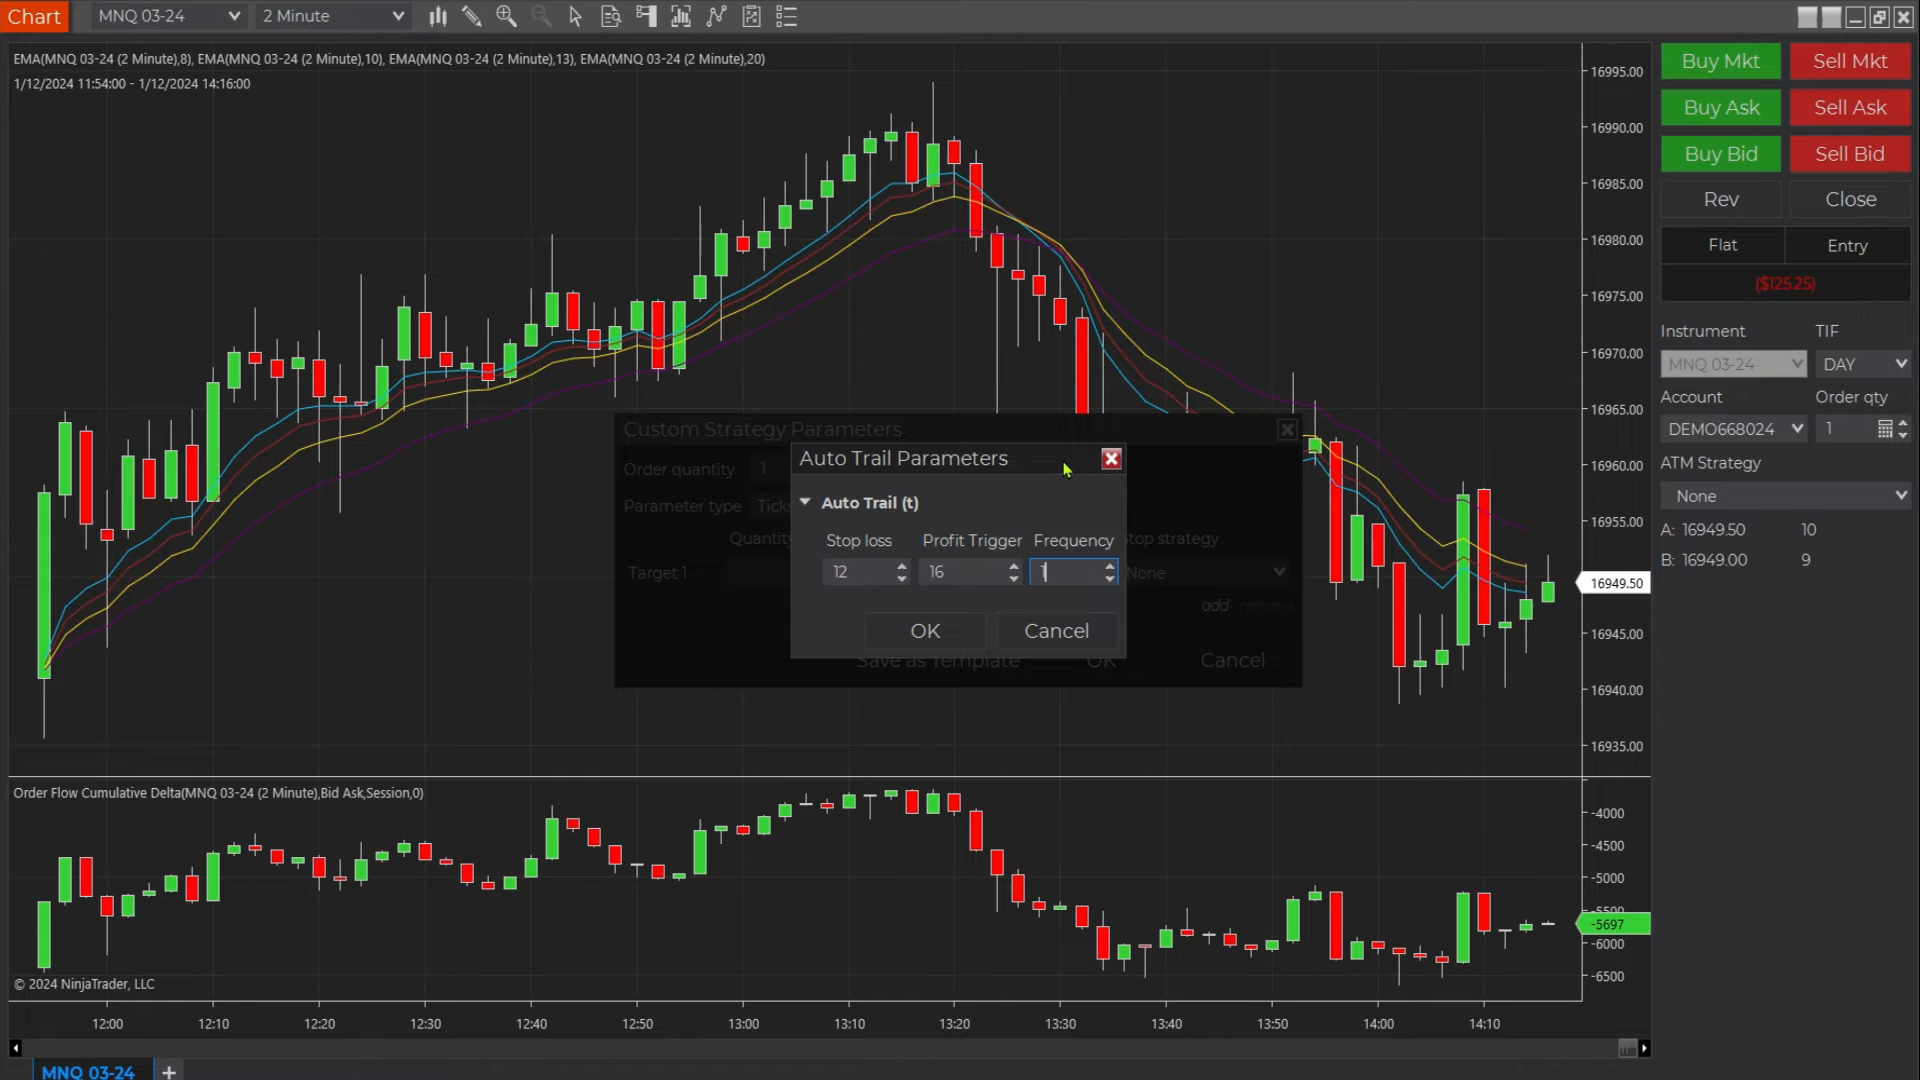 Chart MNQ 03-24 2 Minute
EMA(MNQ 03-24 (2 Minute),8), EMA(MNQ 03-24 (2 Minute),10), EMA(MNQ 03-24 (2 Minute),13), EMA(MNQ 03-24 (2 Minute),20)
1/12/2024 11:54:00 - 1/12/2024 14:16:00
16995.00
16990.00
16985.00
16980.00
16975.00
16970.00
16965.00
16960.00
16955.00
16949.50
16945.00
16940.00
16935.00
Buy Mkt Sell Mkt
Buy Ask Sell Ask
Buy Bid Sell Bid
Rev Close
Flat Entry
($125.25)
Instrument TIF
MNQ 03-24 DAY
Account Order qty
DEMO668024 1
ATM Strategy
None
A: 16949.50 10
B: 16949.00 9
Custom Strategy Parameters
Order quantity 1
Parameter type Ticks
Quantity Stop strategy
Target 1 None
add remove
Save as Template OK Cancel
Auto Trail Parameters
Auto Trail (t)
Stop loss Profit Trigger Frequency
12 16 1
OK Cancel
Order Flow Cumulative Delta(MNQ 03-24 (2 Minute),Bid Ask,Session,0)
-4000
-4500
-5000
-5500
-5697
-6000
-6500
© 2024 NinjaTrader, LLC
12:00 12:10 12:20 12:30 12:40 12:50 13:00 13:10 13:20 13:30 13:40 13:50 14:00 14:10
MNQ 03-24 +